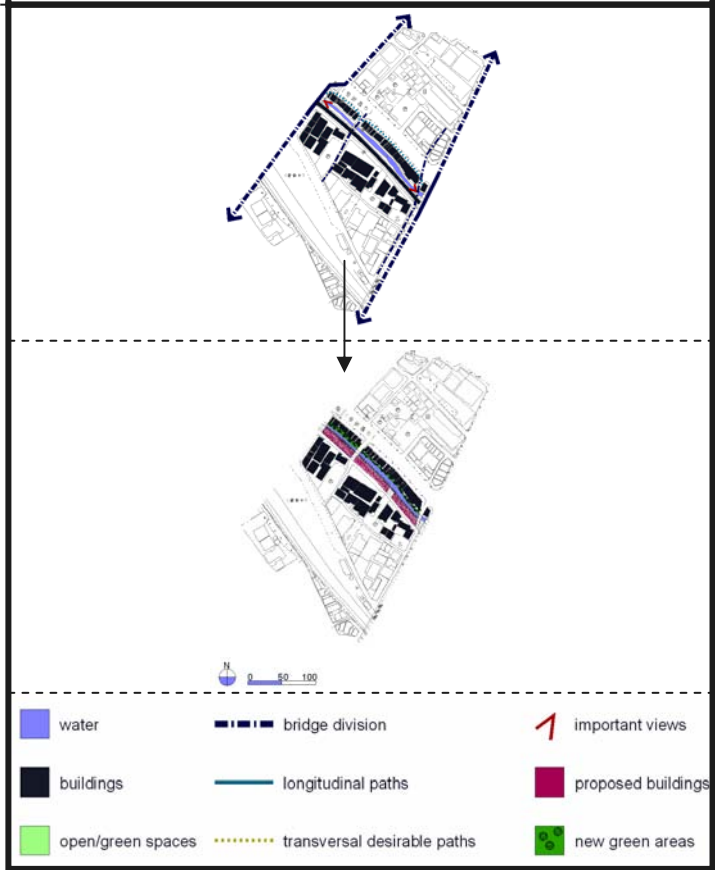 N
0 50 100
water bridge division important views
buildings longitudinal paths proposed buildings
open/green spaces transversal desirable paths new green areas